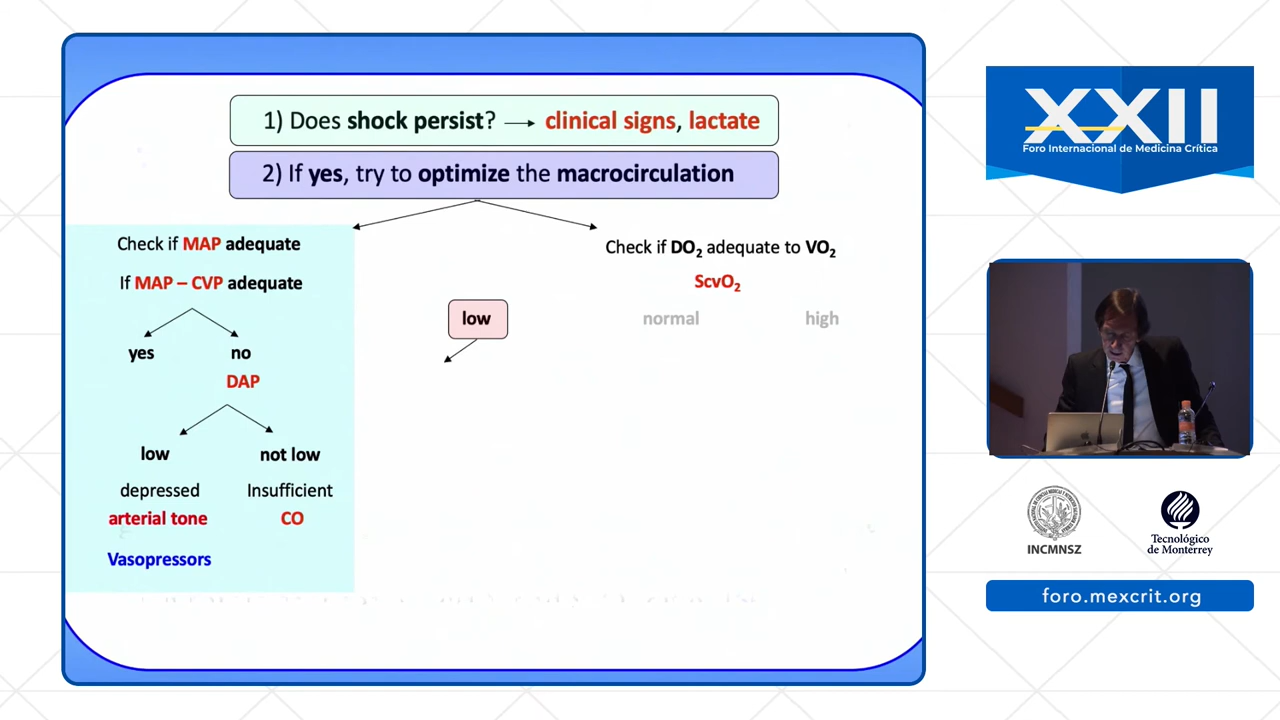 1) Does shock persist? → clinical signs, lactate
2) If yes, try to optimize the macrocirculation
Check if MAP adequate
If MAP – CVP adequate
yes
no
DAP
low
not low
depressed
Insufficient
arterial tone
CO
Vasopressors
Check if DO₂ adequate to VO₂
ScvO₂
low
normal
high
XXII
Foro Internacional de Medicina Crítica
INCMNSZ
Tecnológico
de Monterrey
foro.mexcrit.org